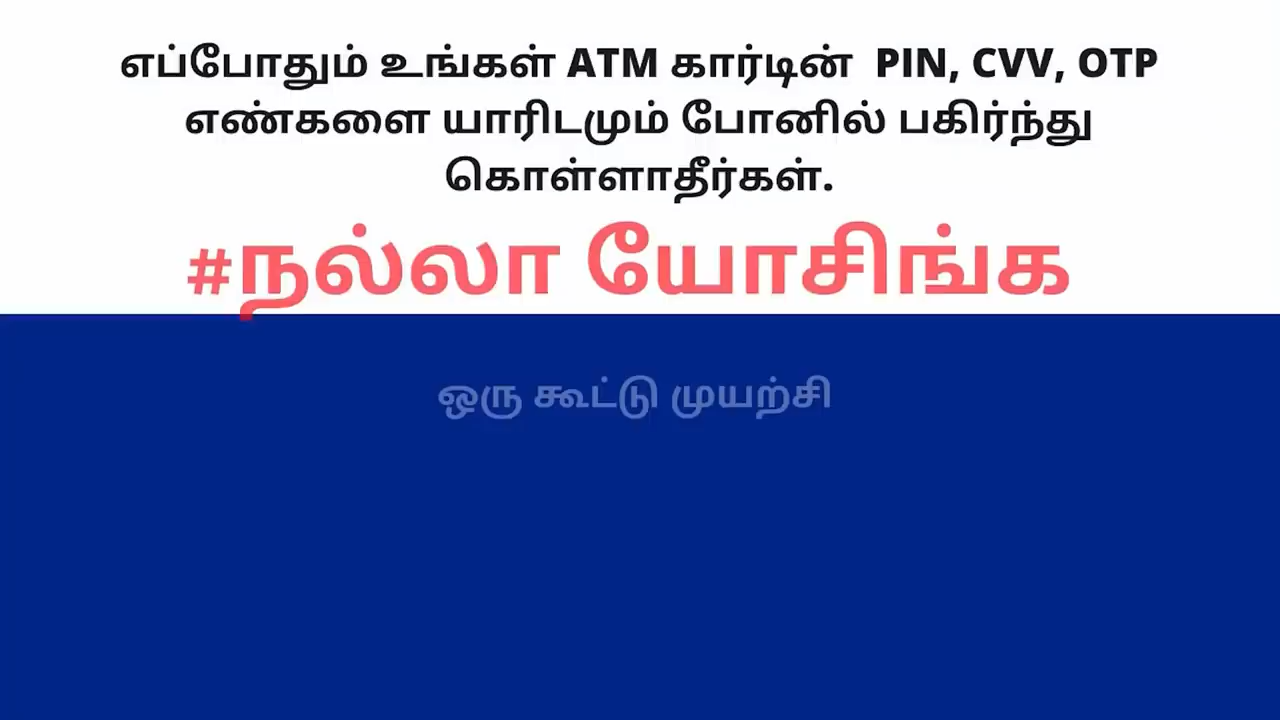 எப்போதும் உங்கள் ATM கார்டின் PIN, CVV, OTP
எண்களை யாரிடமும் போனில் பகிர்ந்து
கொள்ளாதீர்கள்.
#நல்லா யோசிங்க
ஒரு கூட்டு முயற்சி